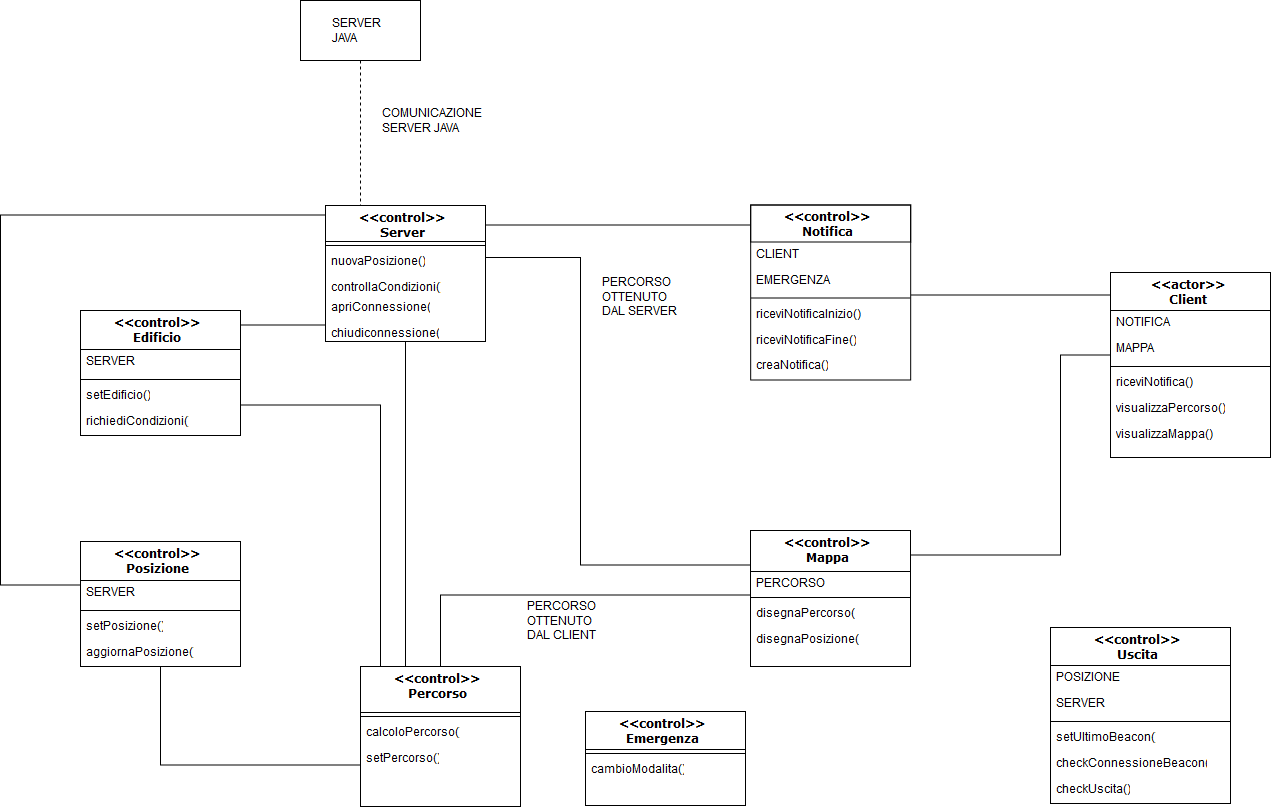 SERVER
JAVA
COMUNICAZIONE
SERVER JAVA
<<control>>
Server
nuovaPosizione()
controllaCondizioni(
apriConnessione(
chiudiconnessione(
<<control>>
Notifica
CLIENT
EMERGENZA
riceviNotificaInizio()
riceviNotificaFine()
creaNotifica()
PERCORSO
OTTENUTO
DAL SERVER
<<actor>>
Client
NOTIFICA
MAPPA
riceviNotifica()
visualizzaPercorso()
visualizzaMappa()
<<control>>
Edificio
SERVER
setEdificio()
richiediCondizioni(
<<control>>
Posizione
SERVER
setPosizione()
aggiornaPosizione(
<<control>>
Mappa
PERCORSO
disegnaPercorso(
disegnaPosizione(
PERCORSO
OTTENUTO
DAL CLIENT
<<control>>
Percorso
calcoloPercorso(
setPercorso()
<<control>>
Emergenza
cambioModalita()
<<control>>
Uscita
POSIZIONE
SERVER
setUltimoBeacon(
checkConnessioneBeacon(
checkUscita()